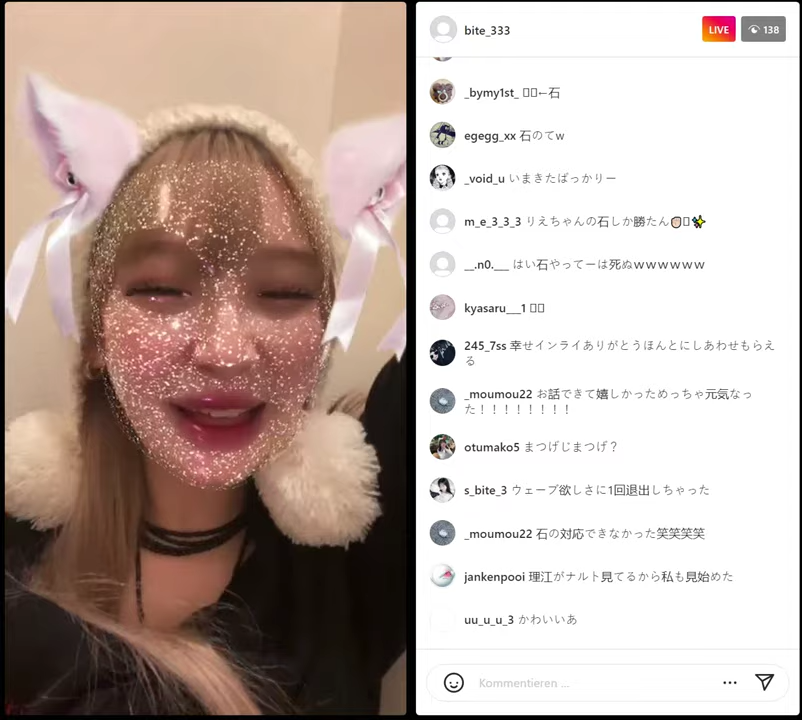 bite_333
LIVE
138
_bymy1st_ ▯▯←石
egegg_xx 石のてw
_void_u いまきたばっかりー
m_e_3_3_3 りえちゃんの石しか勝たん✊🏻▯✨
__.n0.___ はい石やってーは死ぬwwwwww
kyasaru___1 ▯▯
245_7ss 幸せインライありがとうほんとにしあわせもらえ
る
_moumou22 お話できて嬉しかっためっちゃ元気なっ
た！！！！！！！！
otumako5 まつげじまつげ？
s_bite_3 ウェーブ欲しさに1回退出しちゃった
_moumou22 石の対応できなかった笑笑笑笑
jankenpooi 理江がナルト見てるから私も見始めた
uu_u_u_3 かわいいあ
Kommentieren ...